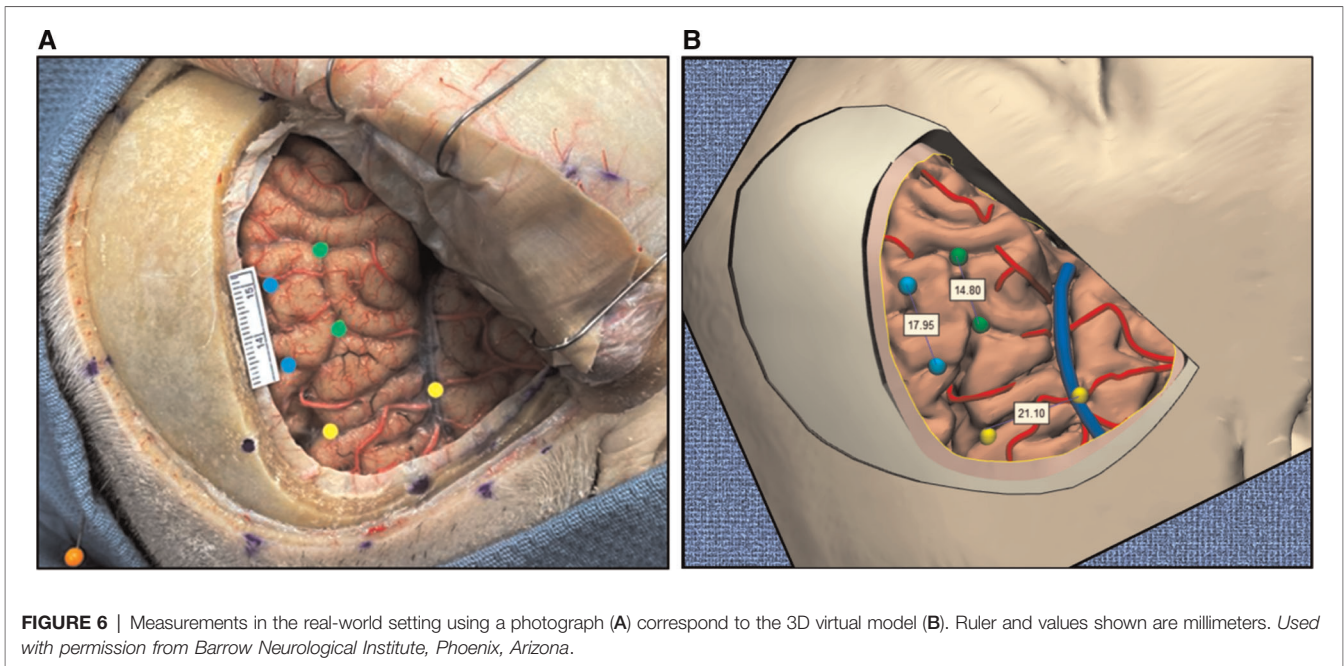 A
B
15
14
14.80
17.95
21.10
FIGURE 6 | Measurements in the real-world setting using a photograph (A) correspond to the 3D virtual model (B). Ruler and values shown are millimeters. Used
with permission from Barrow Neurological Institute, Phoenix, Arizona.